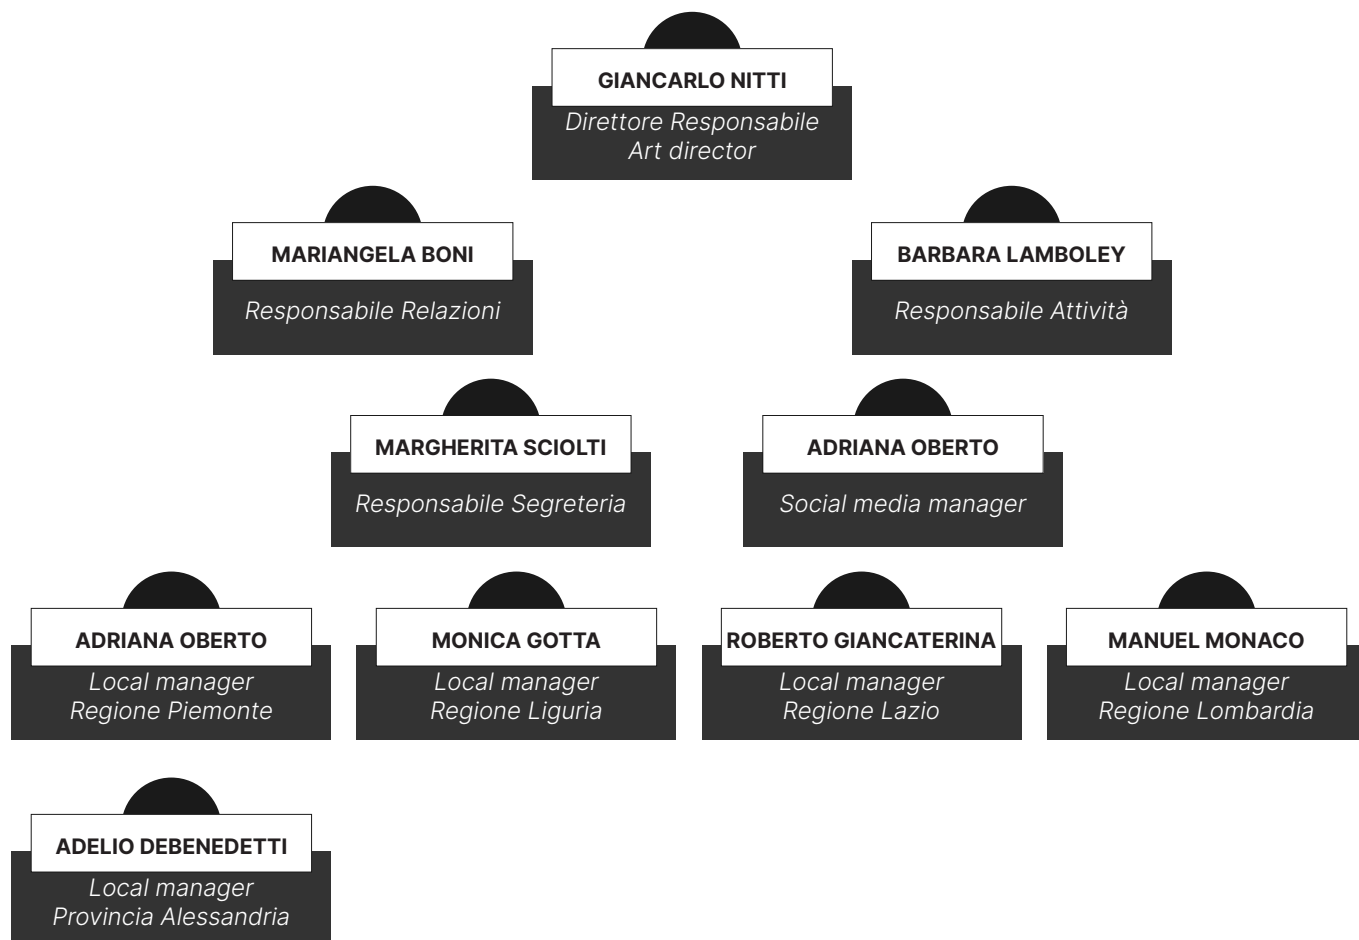 GIANCARLO NITTI
Direttore Responsabile
Art director
MARIANGELA BONI
Responsabile Relazioni
BARBARA LAMBOLEY
Responsabile Attività
MARGHERITA SCIOLTI
Responsabile Segreteria
ADRIANA OBERTO
Social media manager
ADRIANA OBERTO
Local manager
Regione Piemonte
MONICA GOTTA
Local manager
Regione Liguria
ROBERTO GIANCATERINA
Local manager
Regione Lazio
MANUEL MONACO
Local manager
Regione Lombardia
ADELIO DEBENEDETTI
Local manager
Provincia Alessandria